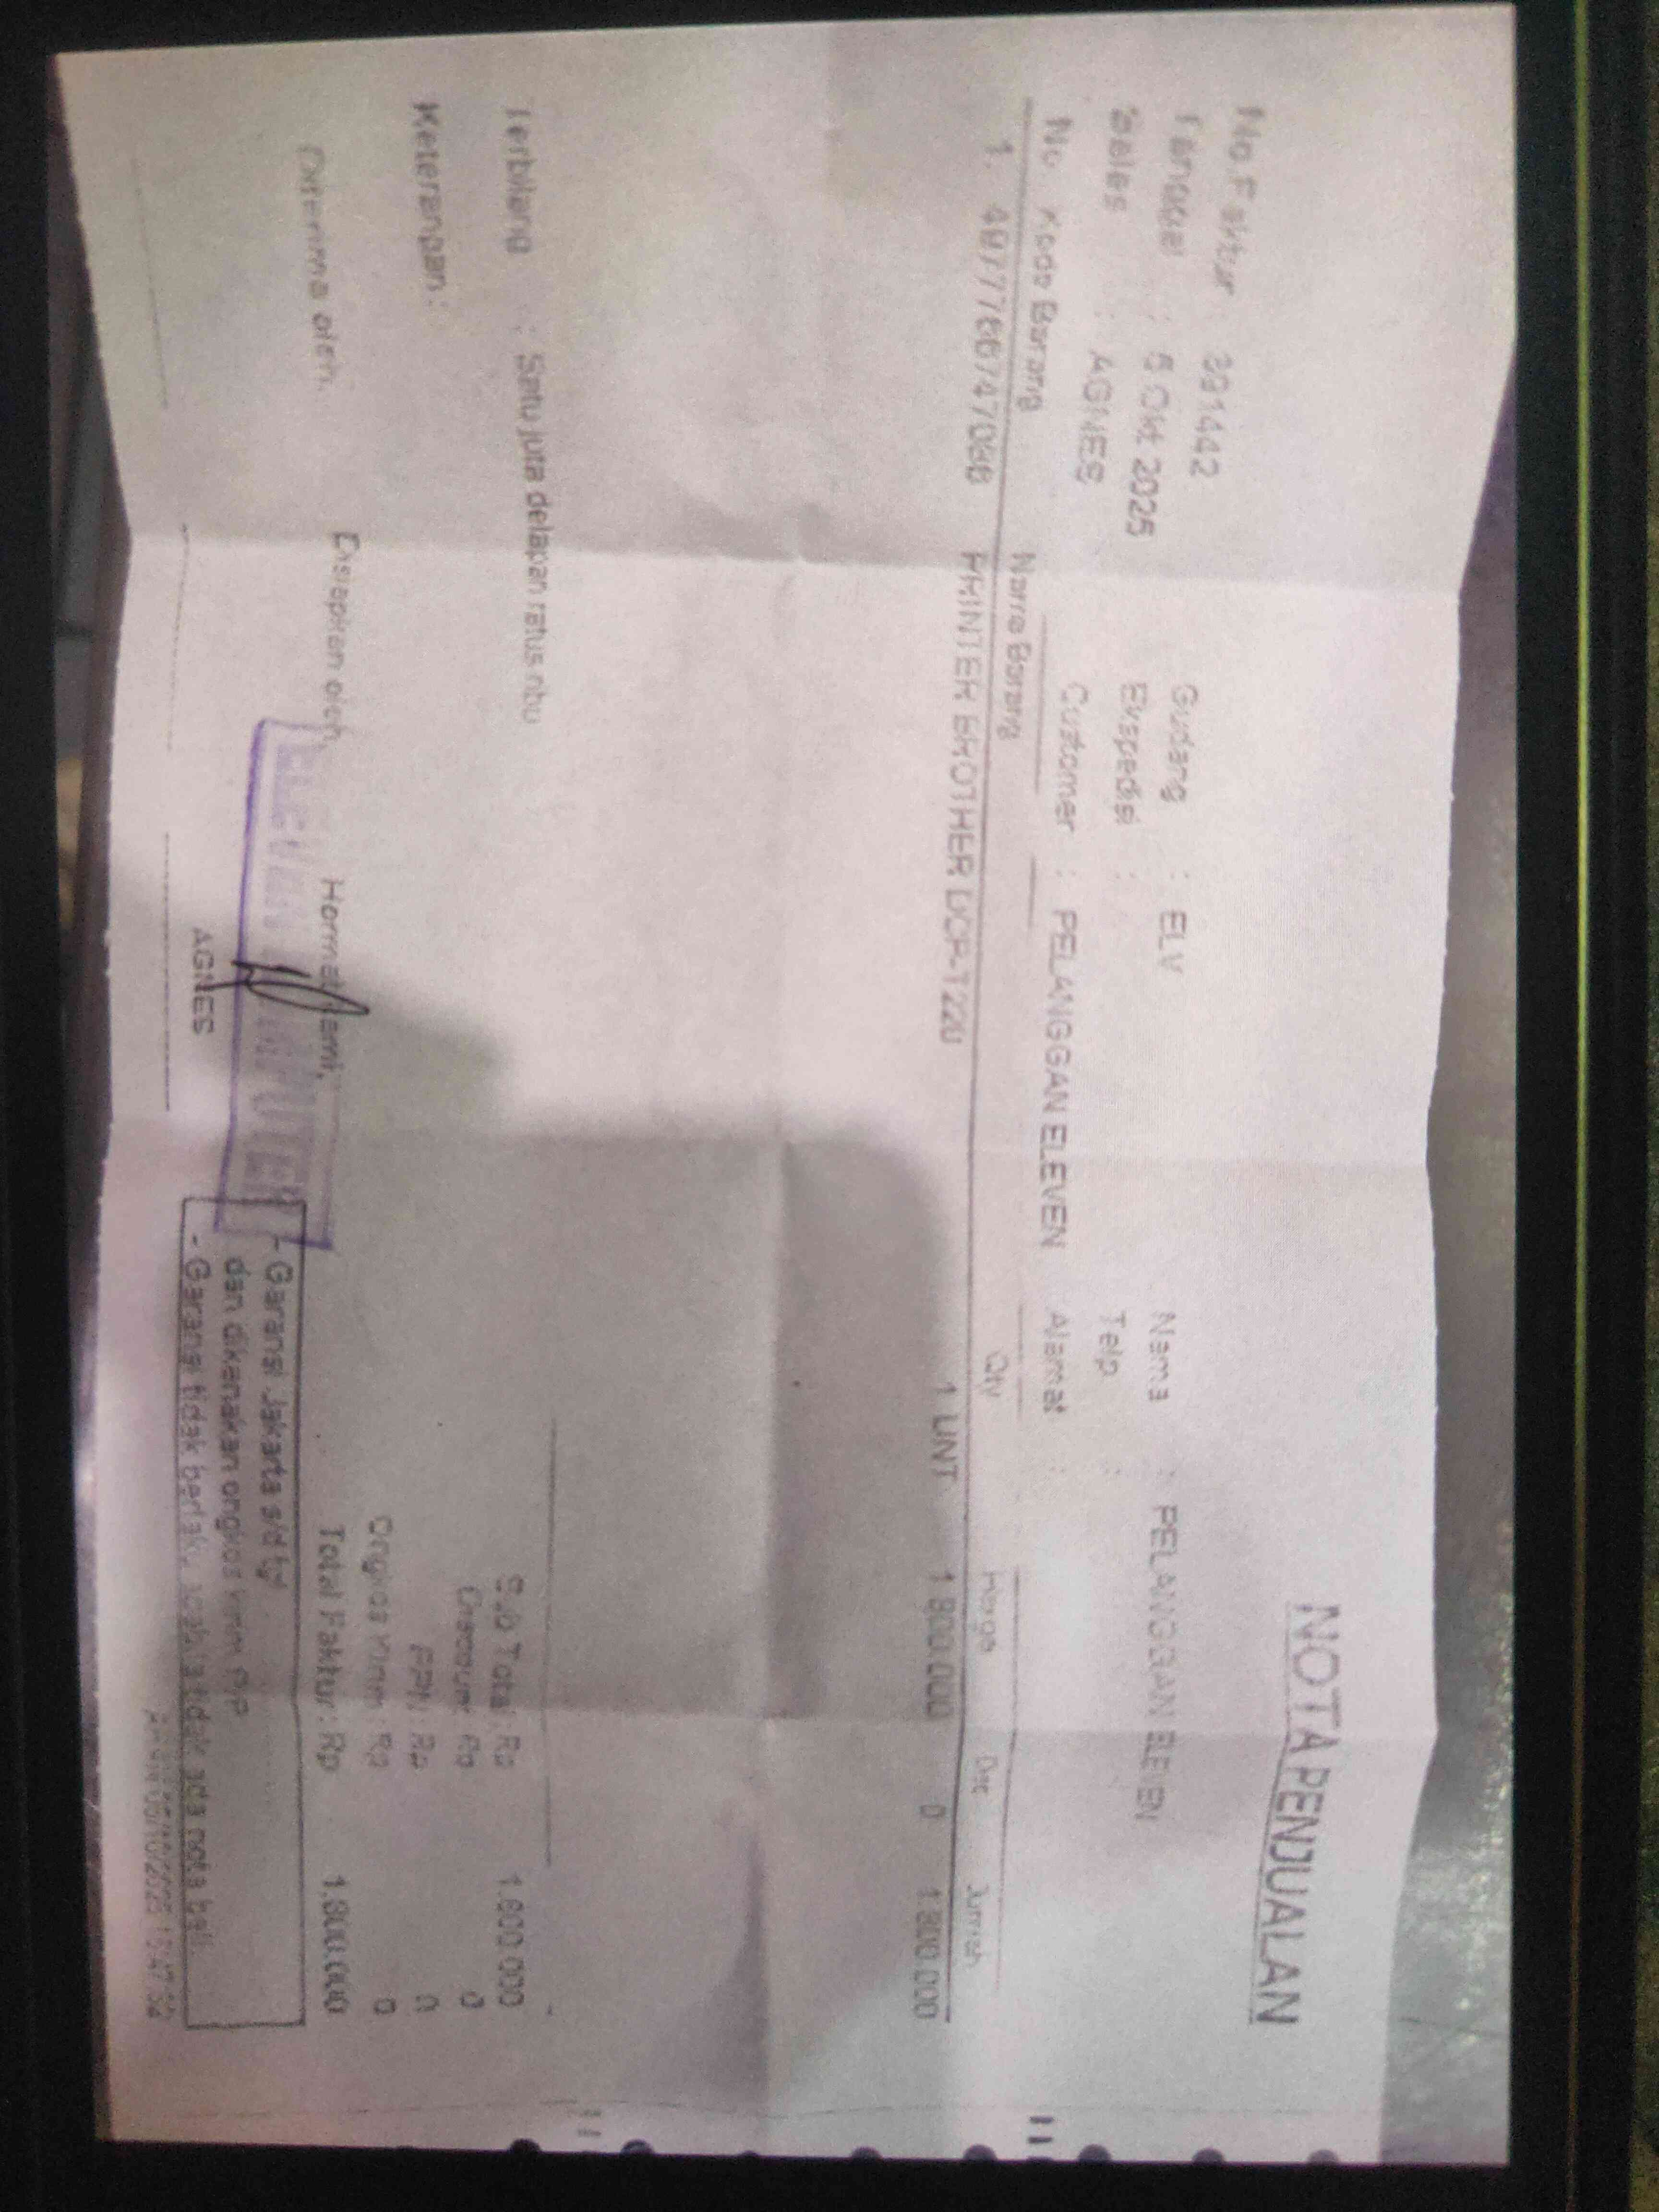 NOTA PENJUALAN
No.Faktur : 391442
Tanggal : 6 Okt 2025
Sales : AGNES
Gudang : ELV
Ekspedisi :
Customer : PELANGGAN ELEVEN
Nama : PELANGGAN ELEVEN
Telp :
Alamat :
No Kode Barang Nama Barang Qty Harga Disc Jumlah
1. PRINTER BROTHER DCP-T220 1 UNT 1.800.000 0 1.800.000
Terbilang : Satu juta delapan ratus ribu
Keterangan :
Sub Total : Rp 1.800.000
Discount : Rp 0
PPN : Rp 0
Ongkos Kirim : Rp 0
Total Faktur : Rp 1.800.000
Diterima oleh, Disiapkan oleh, Hormat kami,
AGNES
- Garansi Jakarta
dan dikenakan ongkos kirim PP
- Garansi tidak berlaku apabila tidak ada nota beli